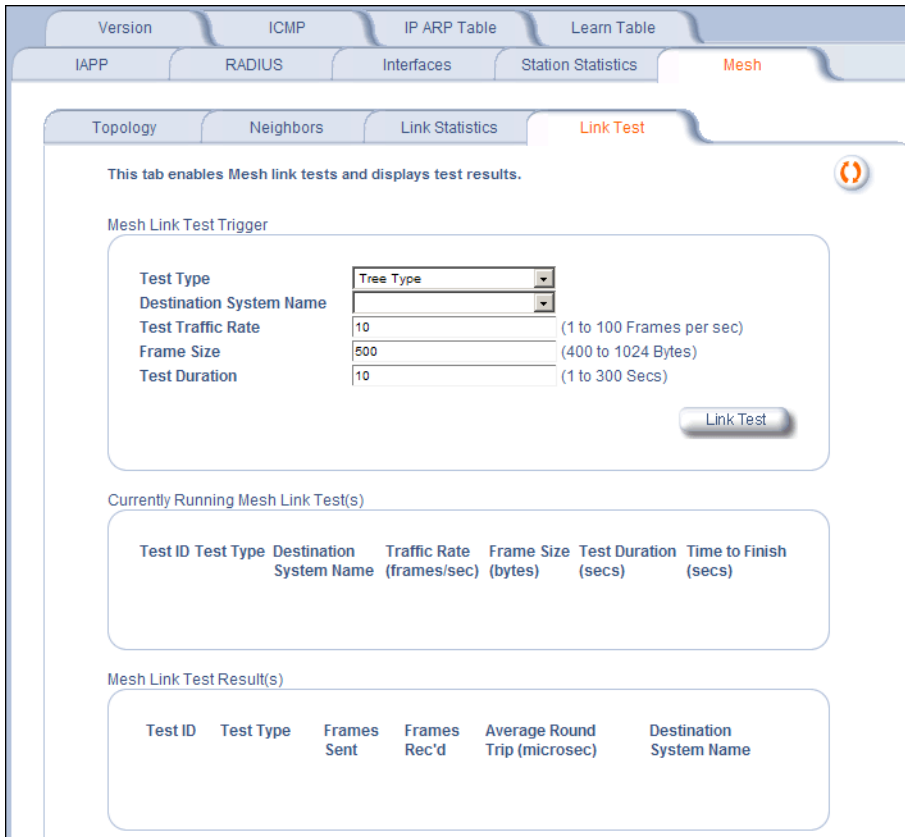 Version ICMP IP ARP Table Learn Table
IAPP RADIUS Interfaces Station Statistics Mesh
Topology Neighbors Link Statistics Link Test
This tab enables Mesh link tests and displays test results.
Mesh Link Test Trigger
Test Type Tree Type
Destination System Name
Test Traffic Rate 10 (1 to 100 Frames per sec)
Frame Size 500 (400 to 1024 Bytes)
Test Duration 10 (1 to 300 Secs)
Link Test
Currently Running Mesh Link Test(s)
Test ID Test Type Destination Traffic Rate Frame Size Test Duration Time to Finish
System Name (frames/sec) (bytes) (secs) (secs)
Mesh Link Test Result(s)
Test ID Test Type Frames Frames Average Round Destination
Sent Rec'd Trip (microsec) System Name